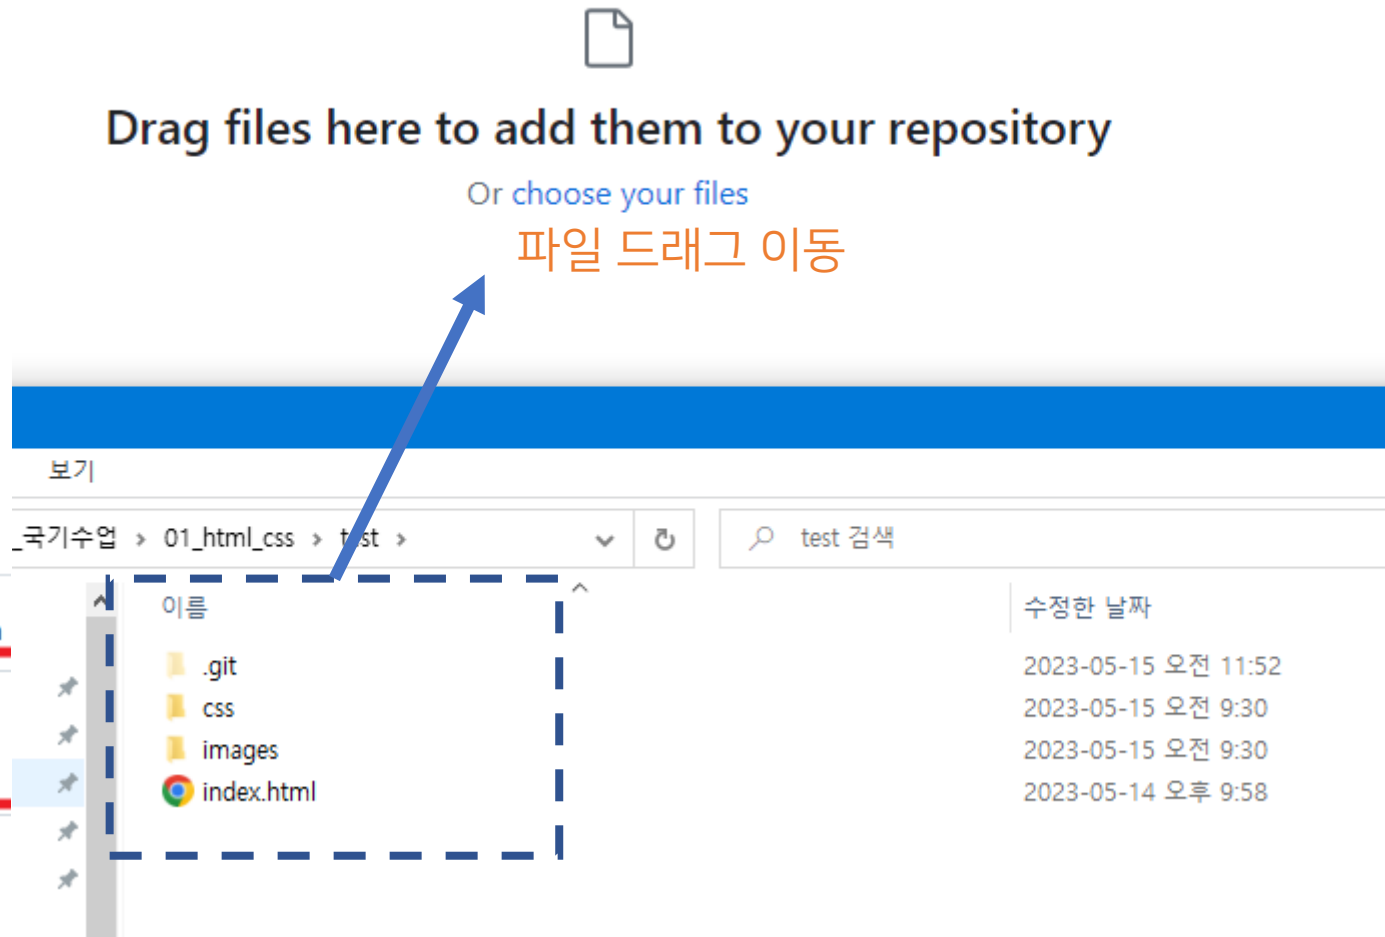 Drag files here to add them to your repository
Or choose your files
파일 드래그 이동
보기
_국기수업 > 01_html_css > test >
test 검색
이름 수정한 날짜
.git 2023-05-15 오전 11:52
css 2023-05-15 오전 9:30
images 2023-05-15 오전 9:30
index.html 2023-05-14 오후 9:58